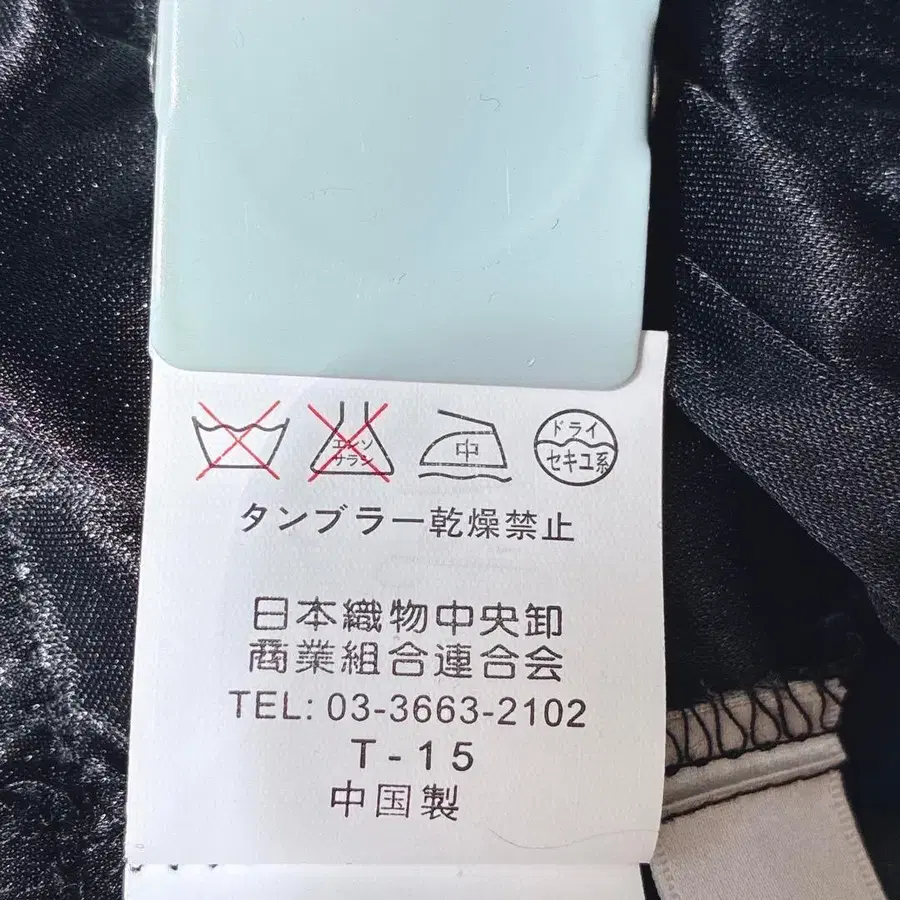 エンソ
サラシ
中
ドライ
セキユ系
タンブラー乾燥禁止
日本織物中央卸
商業組合連合会
TEL: 03-3663-2102
T-15
中国製